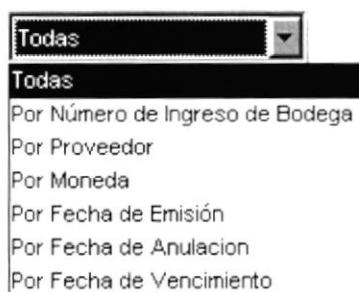 Todas
Todas
Por Número de Ingreso de Bodega
Por Proveedor
Por Moneda
Por Fecha de Emisión
Por Fecha de Anulacion
Por Fecha de Vencimiento